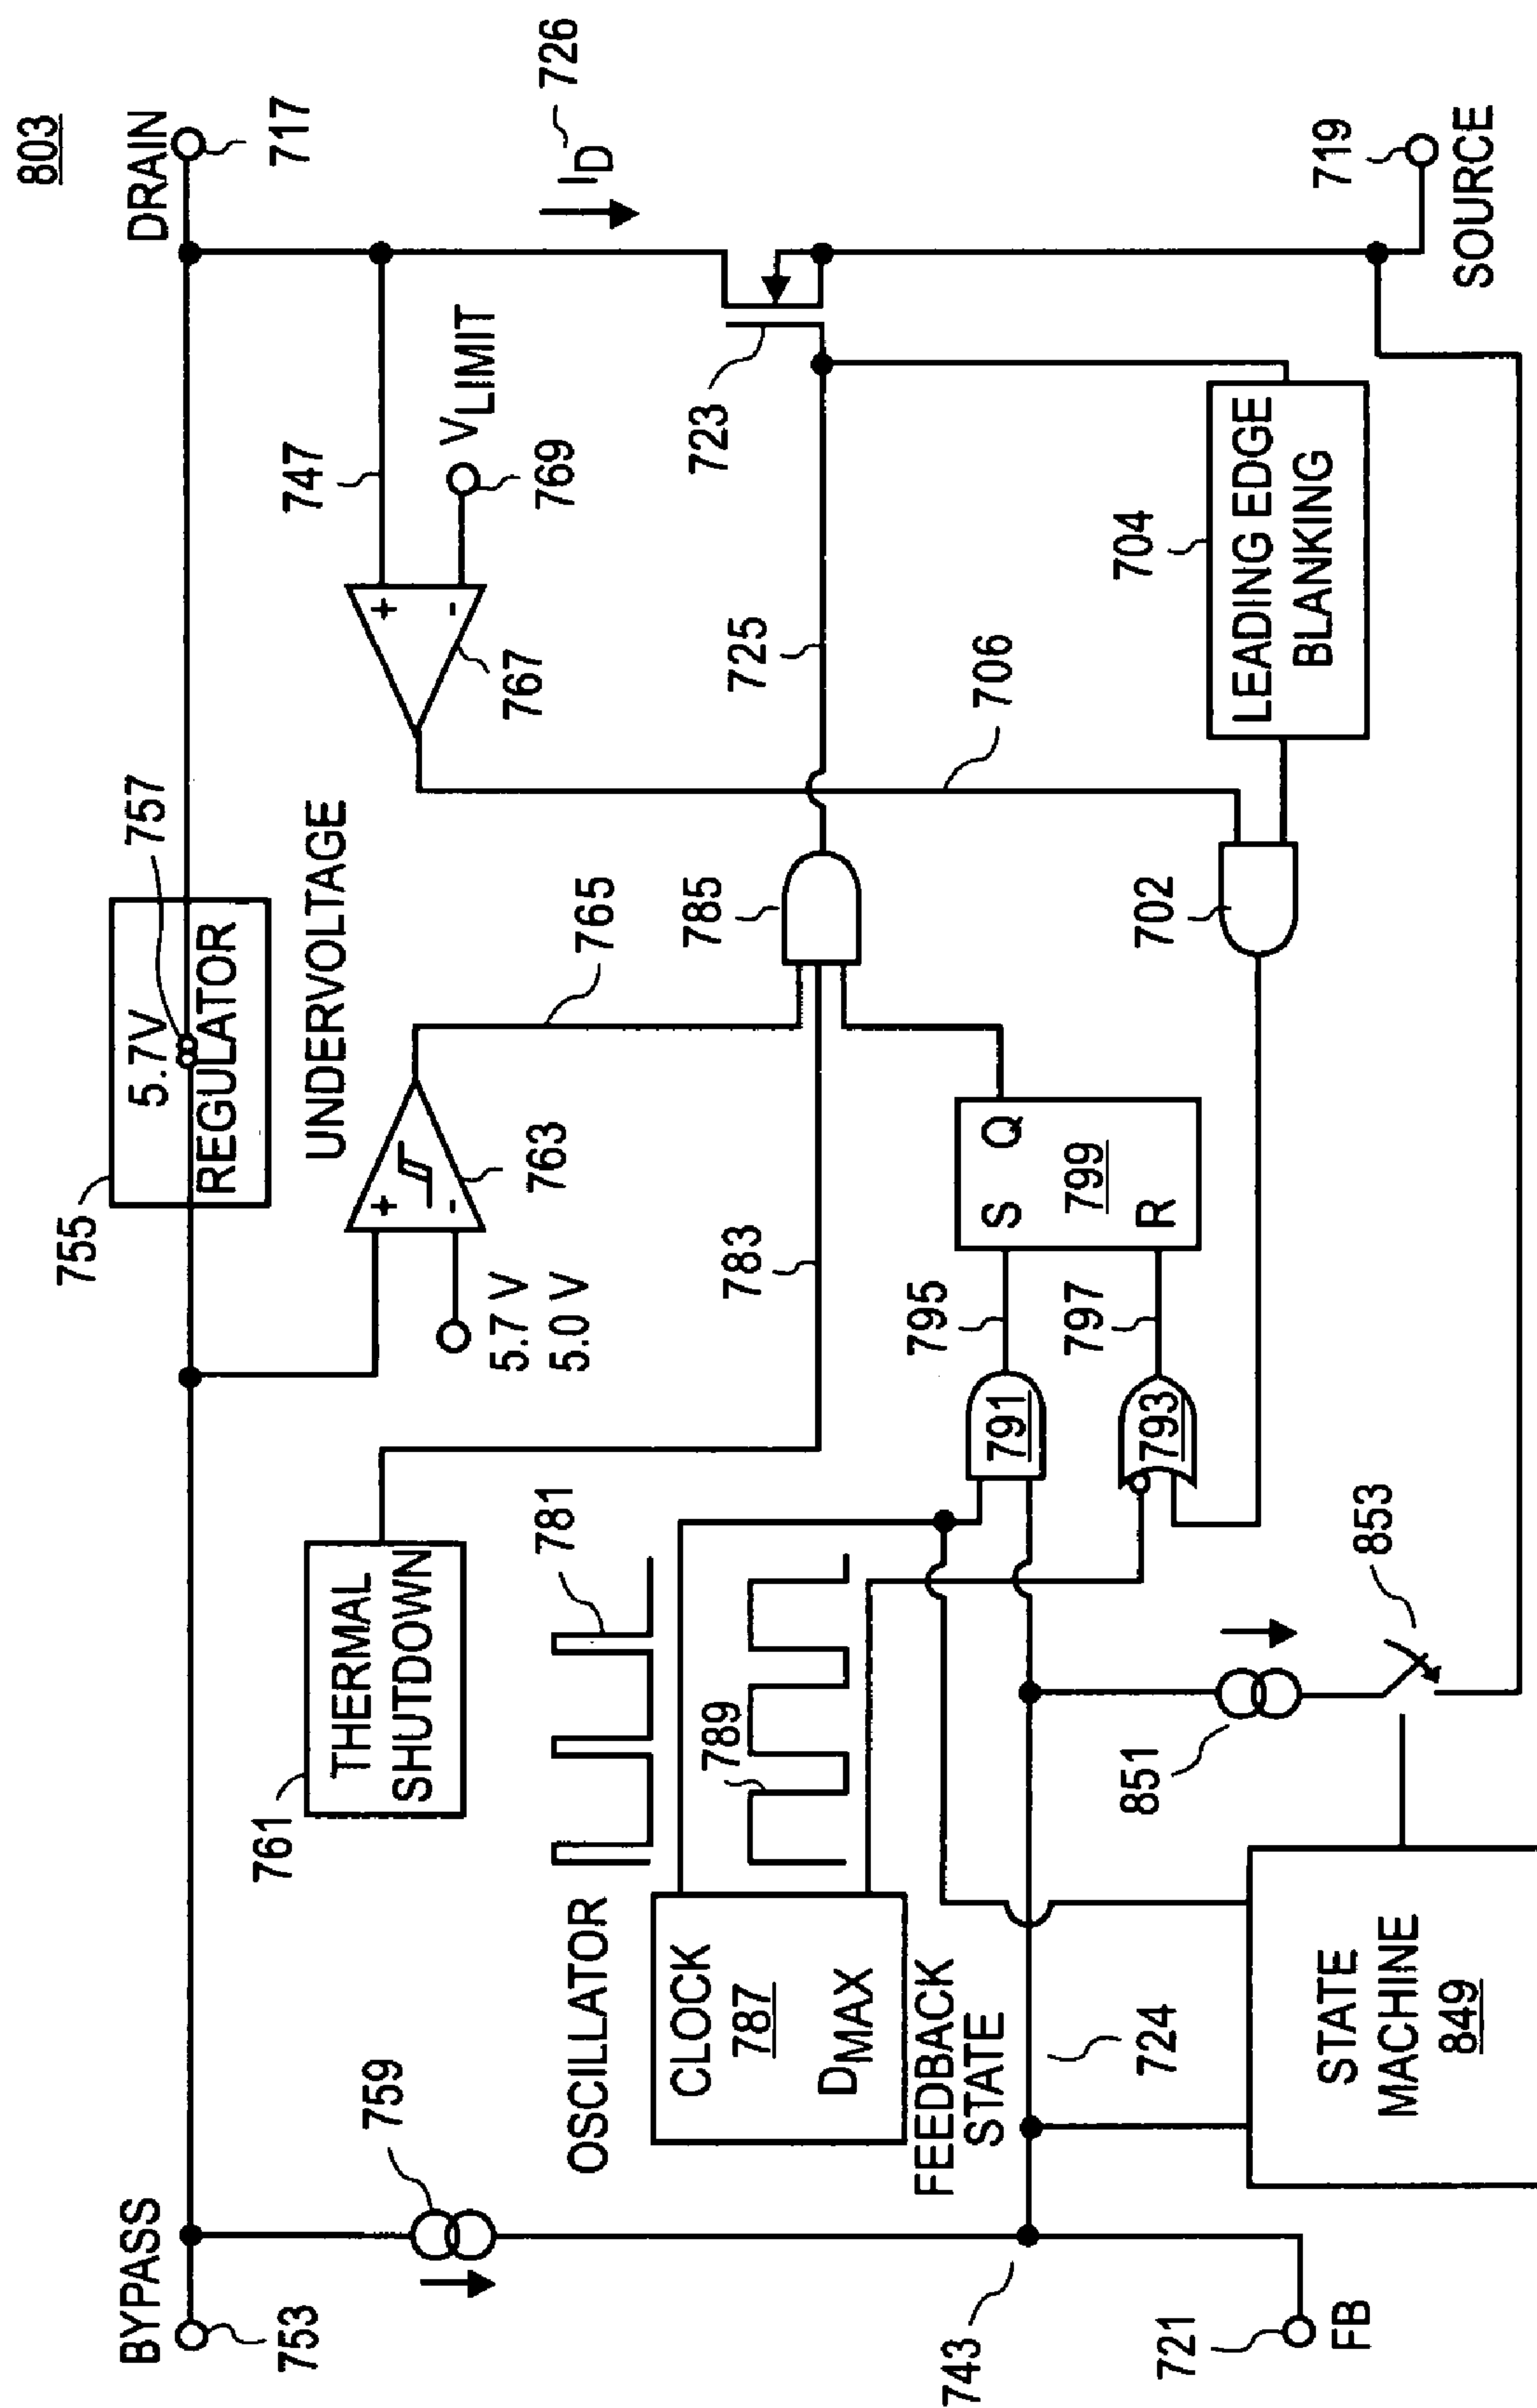 803
BYPASS
753
755
5.7V
REGULATOR
757
DRAIN
717
759
761
THERMAL
SHUTDOWN
UNDERVOLTAGE
+
-
763
5.7 V
5.0 V
765
747
+
-
767
VLIMIT
769
ID
726
OSCILLATOR
781
CLOCK
787
DMAX
789
783
785
725
723
FEEDBACK
STATE
791
795
793
797
S
Q
799
R
702
706
704
LEADING EDGE
BLANKING
743
721
FB
724
STATE
MACHINE
849
851
853
719
SOURCE